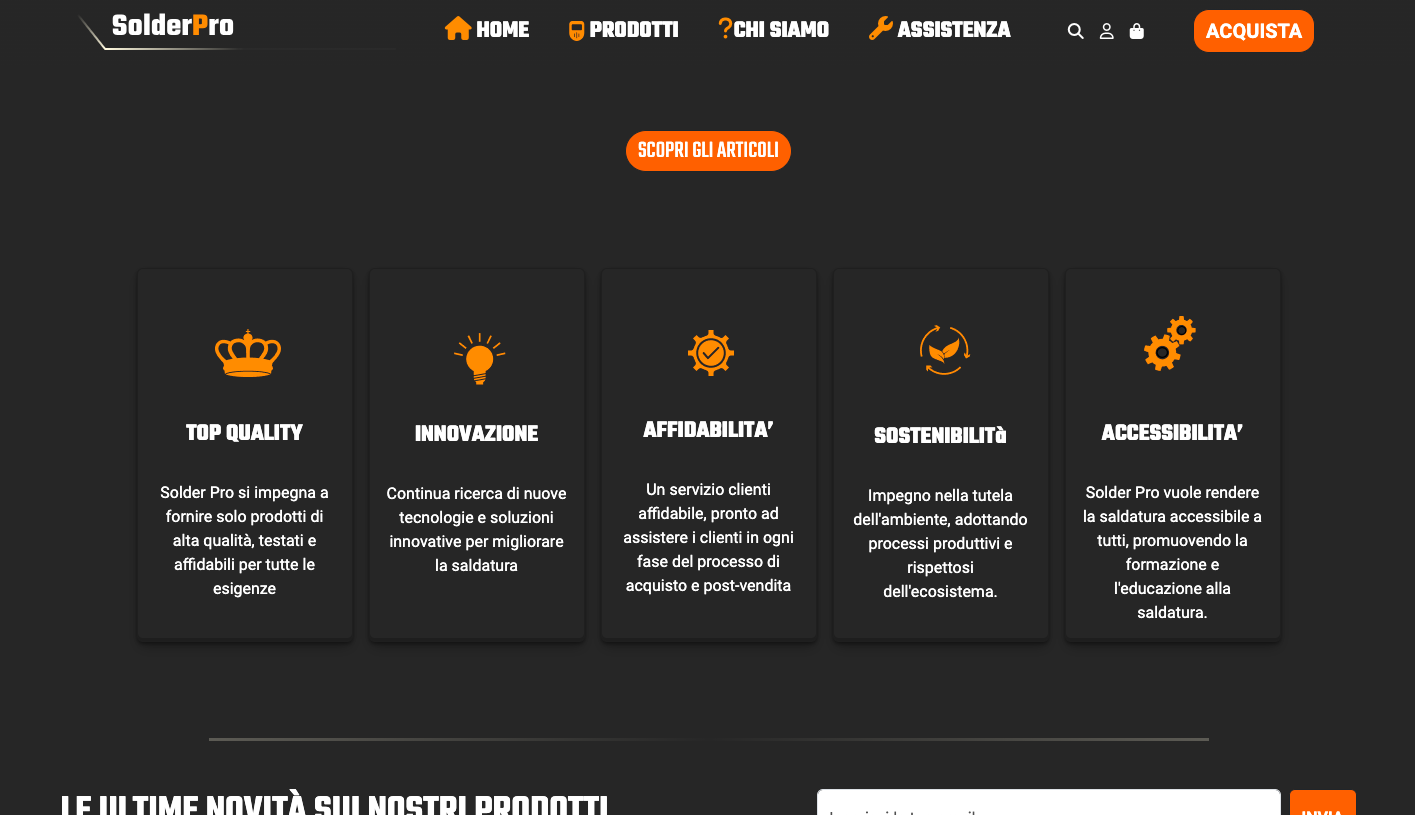 SolderPro
HOME
PRODOTTI
CHI SIAMO
ASSISTENZA
ACQUISTA
SCOPRI GLI ARTICOLI
TOP QUALITY
Solder Pro si impegna a
fornire solo prodotti di
alta qualità, testati e
affidabili per tutte le
esigenze
INNOVAZIONE
Continua ricerca di nuove
tecnologie e soluzioni
innovative per migliorare
la saldatura
AFFIDABILITA’
Un servizio clienti
affidabile, pronto ad
assistere i clienti in ogni
fase del processo di
acquisto e post-vendita
SOSTENIBILITà
Impegno nella tutela
dell'ambiente, adottando
processi produttivi e
rispettosi
dell'ecosistema.
ACCESSIBILITA’
Solder Pro vuole rendere
la saldatura accessibile a
tutti, promuovendo la
formazione e
l'educazione alla
saldatura.
LE ULTIME NOVITÀ SUI NOSTRI PRODOTTI
INVIA